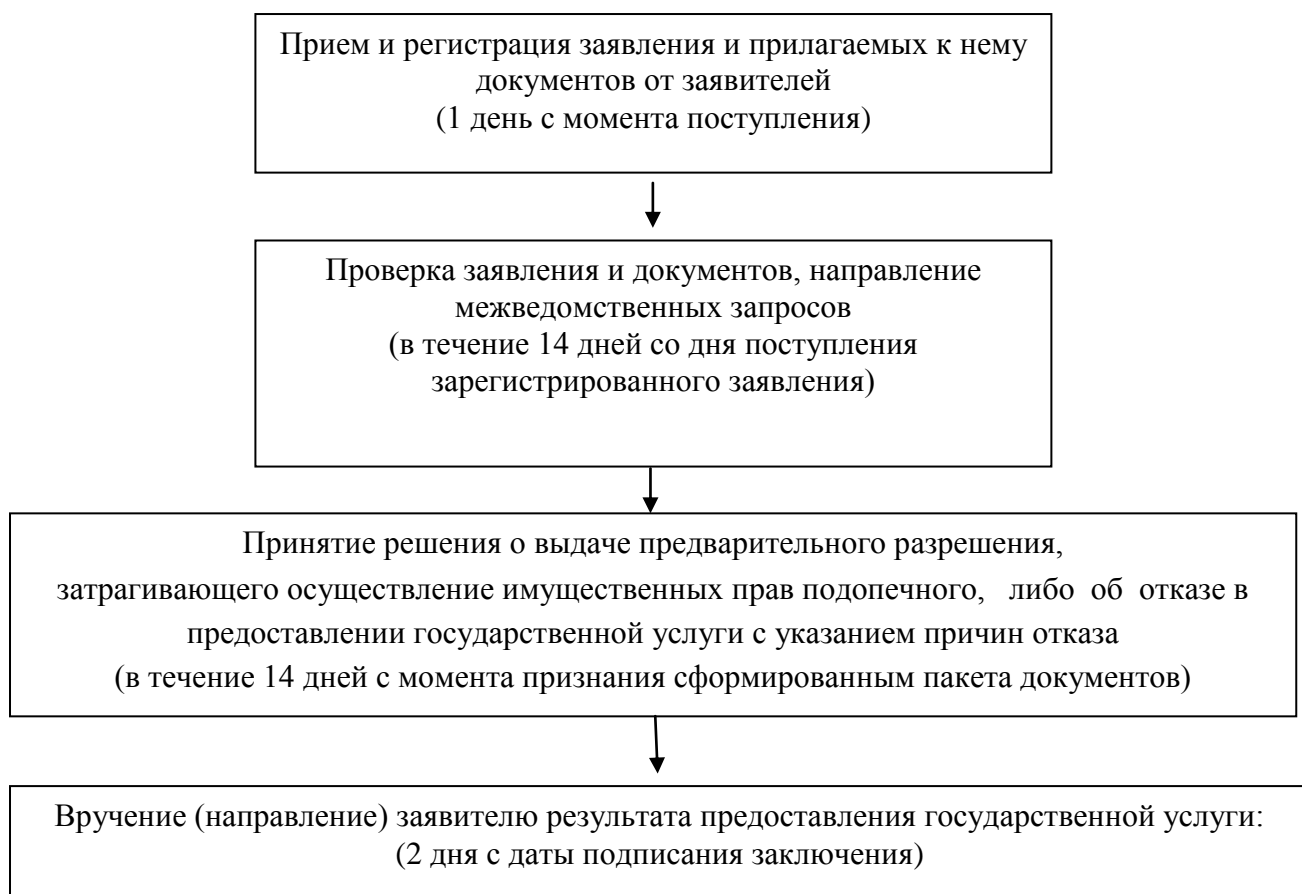 Прием и регистрация заявления и прилагаемых к нему
документов от заявителей
(1 день с момента поступления)
Проверка заявления и документов, направление
межведомственных запросов
(в течение 14 дней со дня поступления
зарегистрированного заявления)
Принятие решения о выдаче предварительного разрешения,
затрагивающего осуществление имущественных прав подопечного, либо об отказе в
предоставлении государственной услуги с указанием причин отказа
(в течение 14 дней с момента признания сформированным пакета документов)
Вручение (направление) заявителю результата предоставления государственной услуги:
(2 дня с даты подписания заключения)